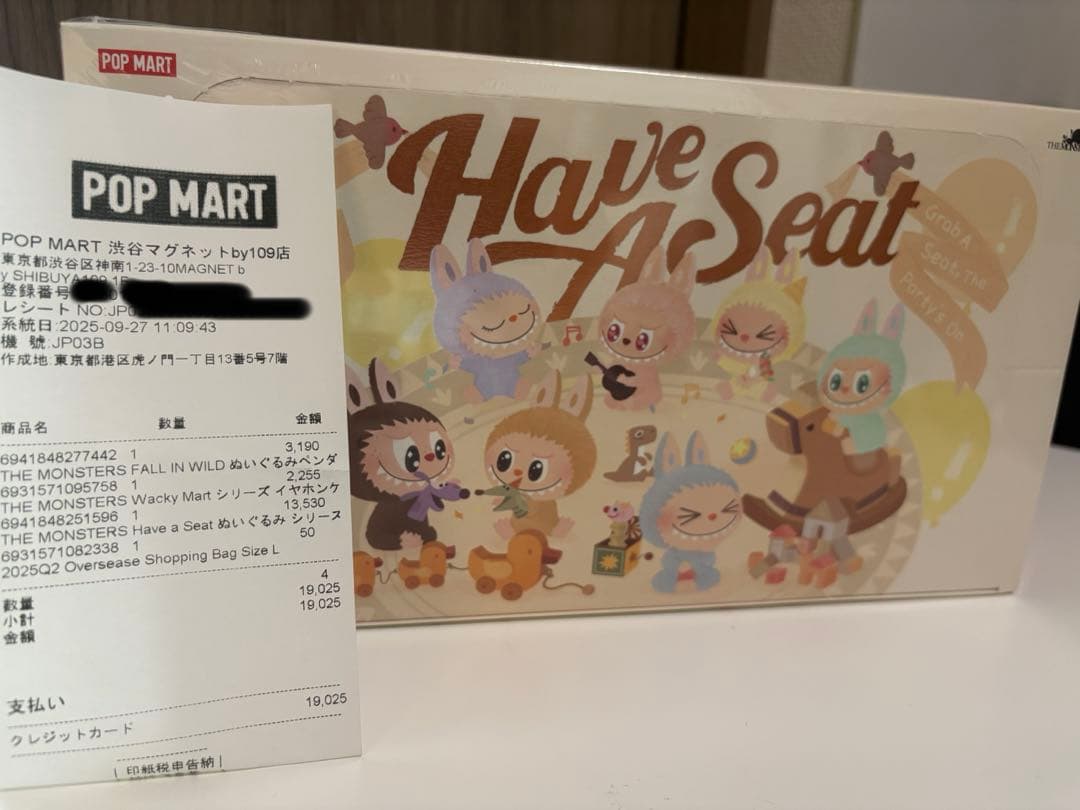 POP MART
POP MART 渋谷マグネットby109店
東京都渋谷区神南1-23-10MAGNET b
y SHIBUYA109 1F
登録番号
レシート NO:JP0
系統日:2025-09-27 11:09:43
機 號:JP03B
作成地:東京都港区虎ノ門一丁目13番5号7階
商品名 数量 金額
6941848277442 1 3,190
THE MONSTERS FALL IN WILD ぬいぐるみペンダ
6931571095758 1 2,255
THE MONSTERS Wacky Mart シリーズ イヤホンケ
6941848251596 1 13,530
THE MONSTERS Have a Seat ぬいぐるみ シリーズ
6931571082338 1 50
2025Q2 Oversease Shopping Bag Size L
数量 4
小計 19,025
金額 19,025
支払い 19,025
クレジットカード
印紙税申告納
POP MART
Have
A Seat
Grab A
Seat The
Party's On